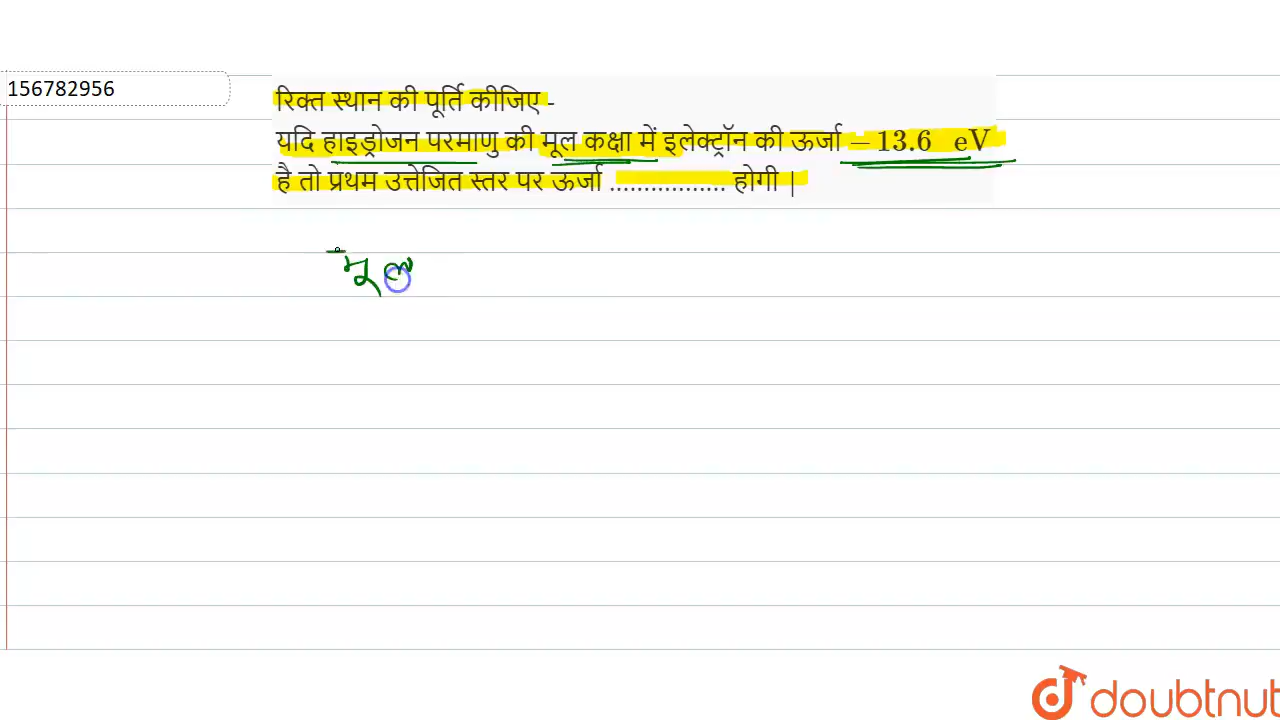 156782956
रिक्त स्थान की पूर्ति कीजिए -
यदि हाइड्रोजन परमाणु की मूल कक्षा में इलेक्ट्रॉन की ऊर्जा −13.6 eV
है तो प्रथम उत्तेजित स्तर पर ऊर्जा ................. होगी |
doubtnut